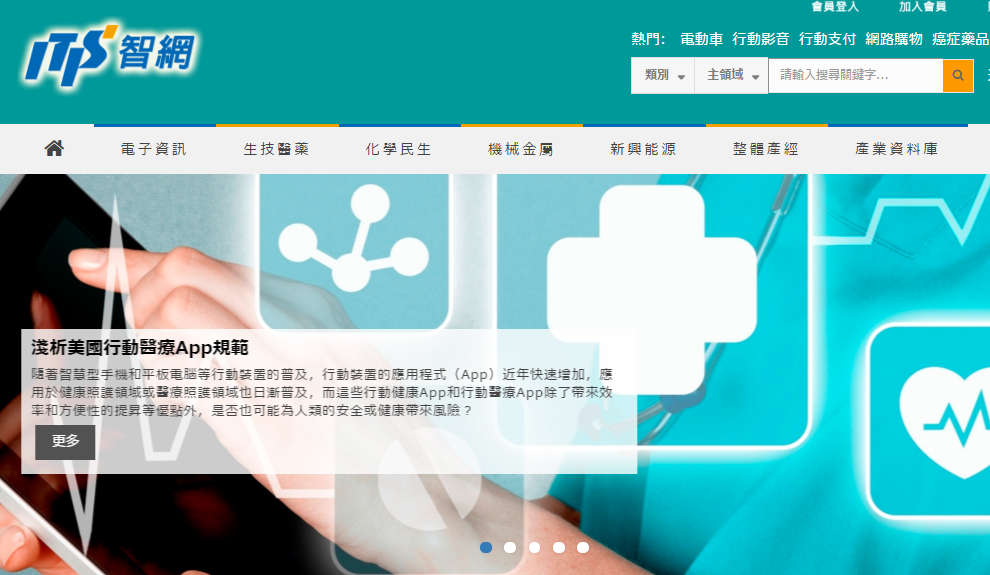 會員登入 加入會員
ITIS智網
熱門： 電動車 行動影音 行動支付 網路購物 癌症藥品
類別 主領域 請輸入搜尋關鍵字...
電子資訊 生技醫藥 化學民生 機械金屬 新興能源 整體產經 產業資料庫
淺析美國行動醫療App規範
隨著智慧型手機和平板電腦等行動裝置的普及，行動裝置的應用程式（App）近年快速增加，應
用於健康照護領域或醫療照護領域也日漸普及，而這些行動健康App和行動醫療App除了帶來效
率和方便性的提昇等優點外，是否也可能為人類的安全或健康帶來風險？
更多